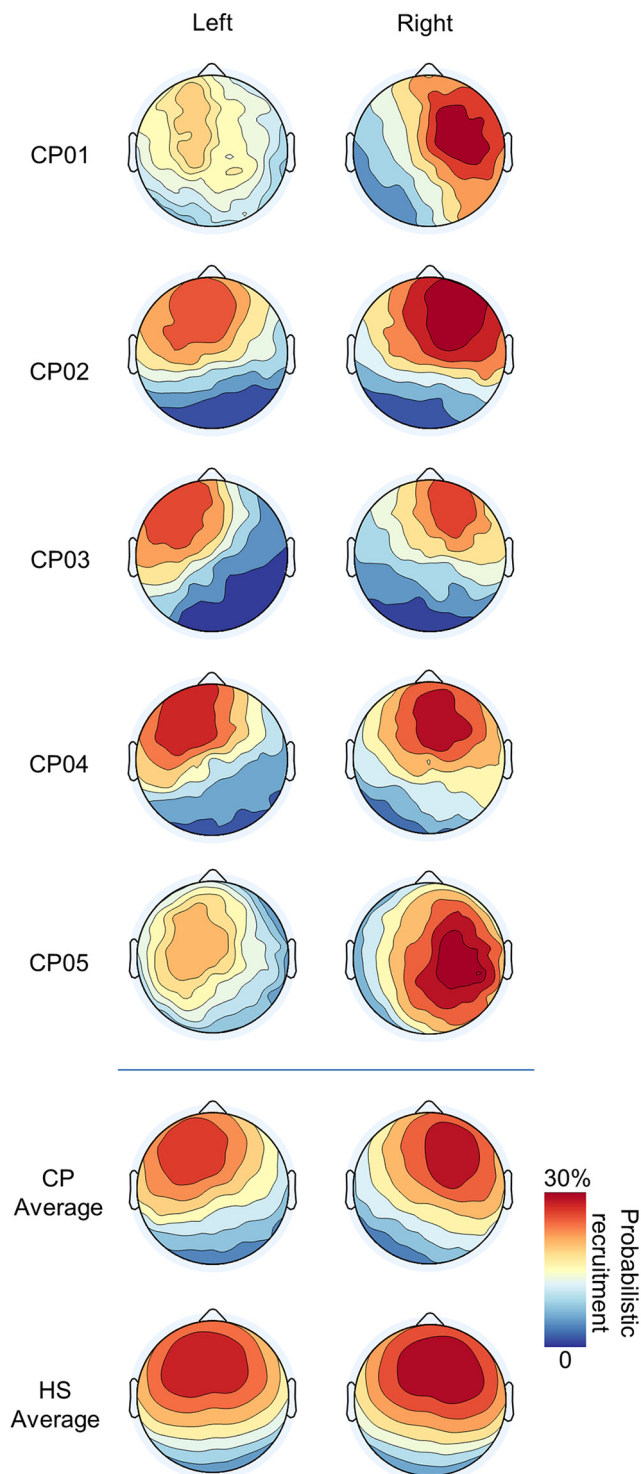 Left Right
CP01
CP02
CP03
CP04
CP05
CP
Average
30%
Probabilistic
recruitment
0
HS
Average